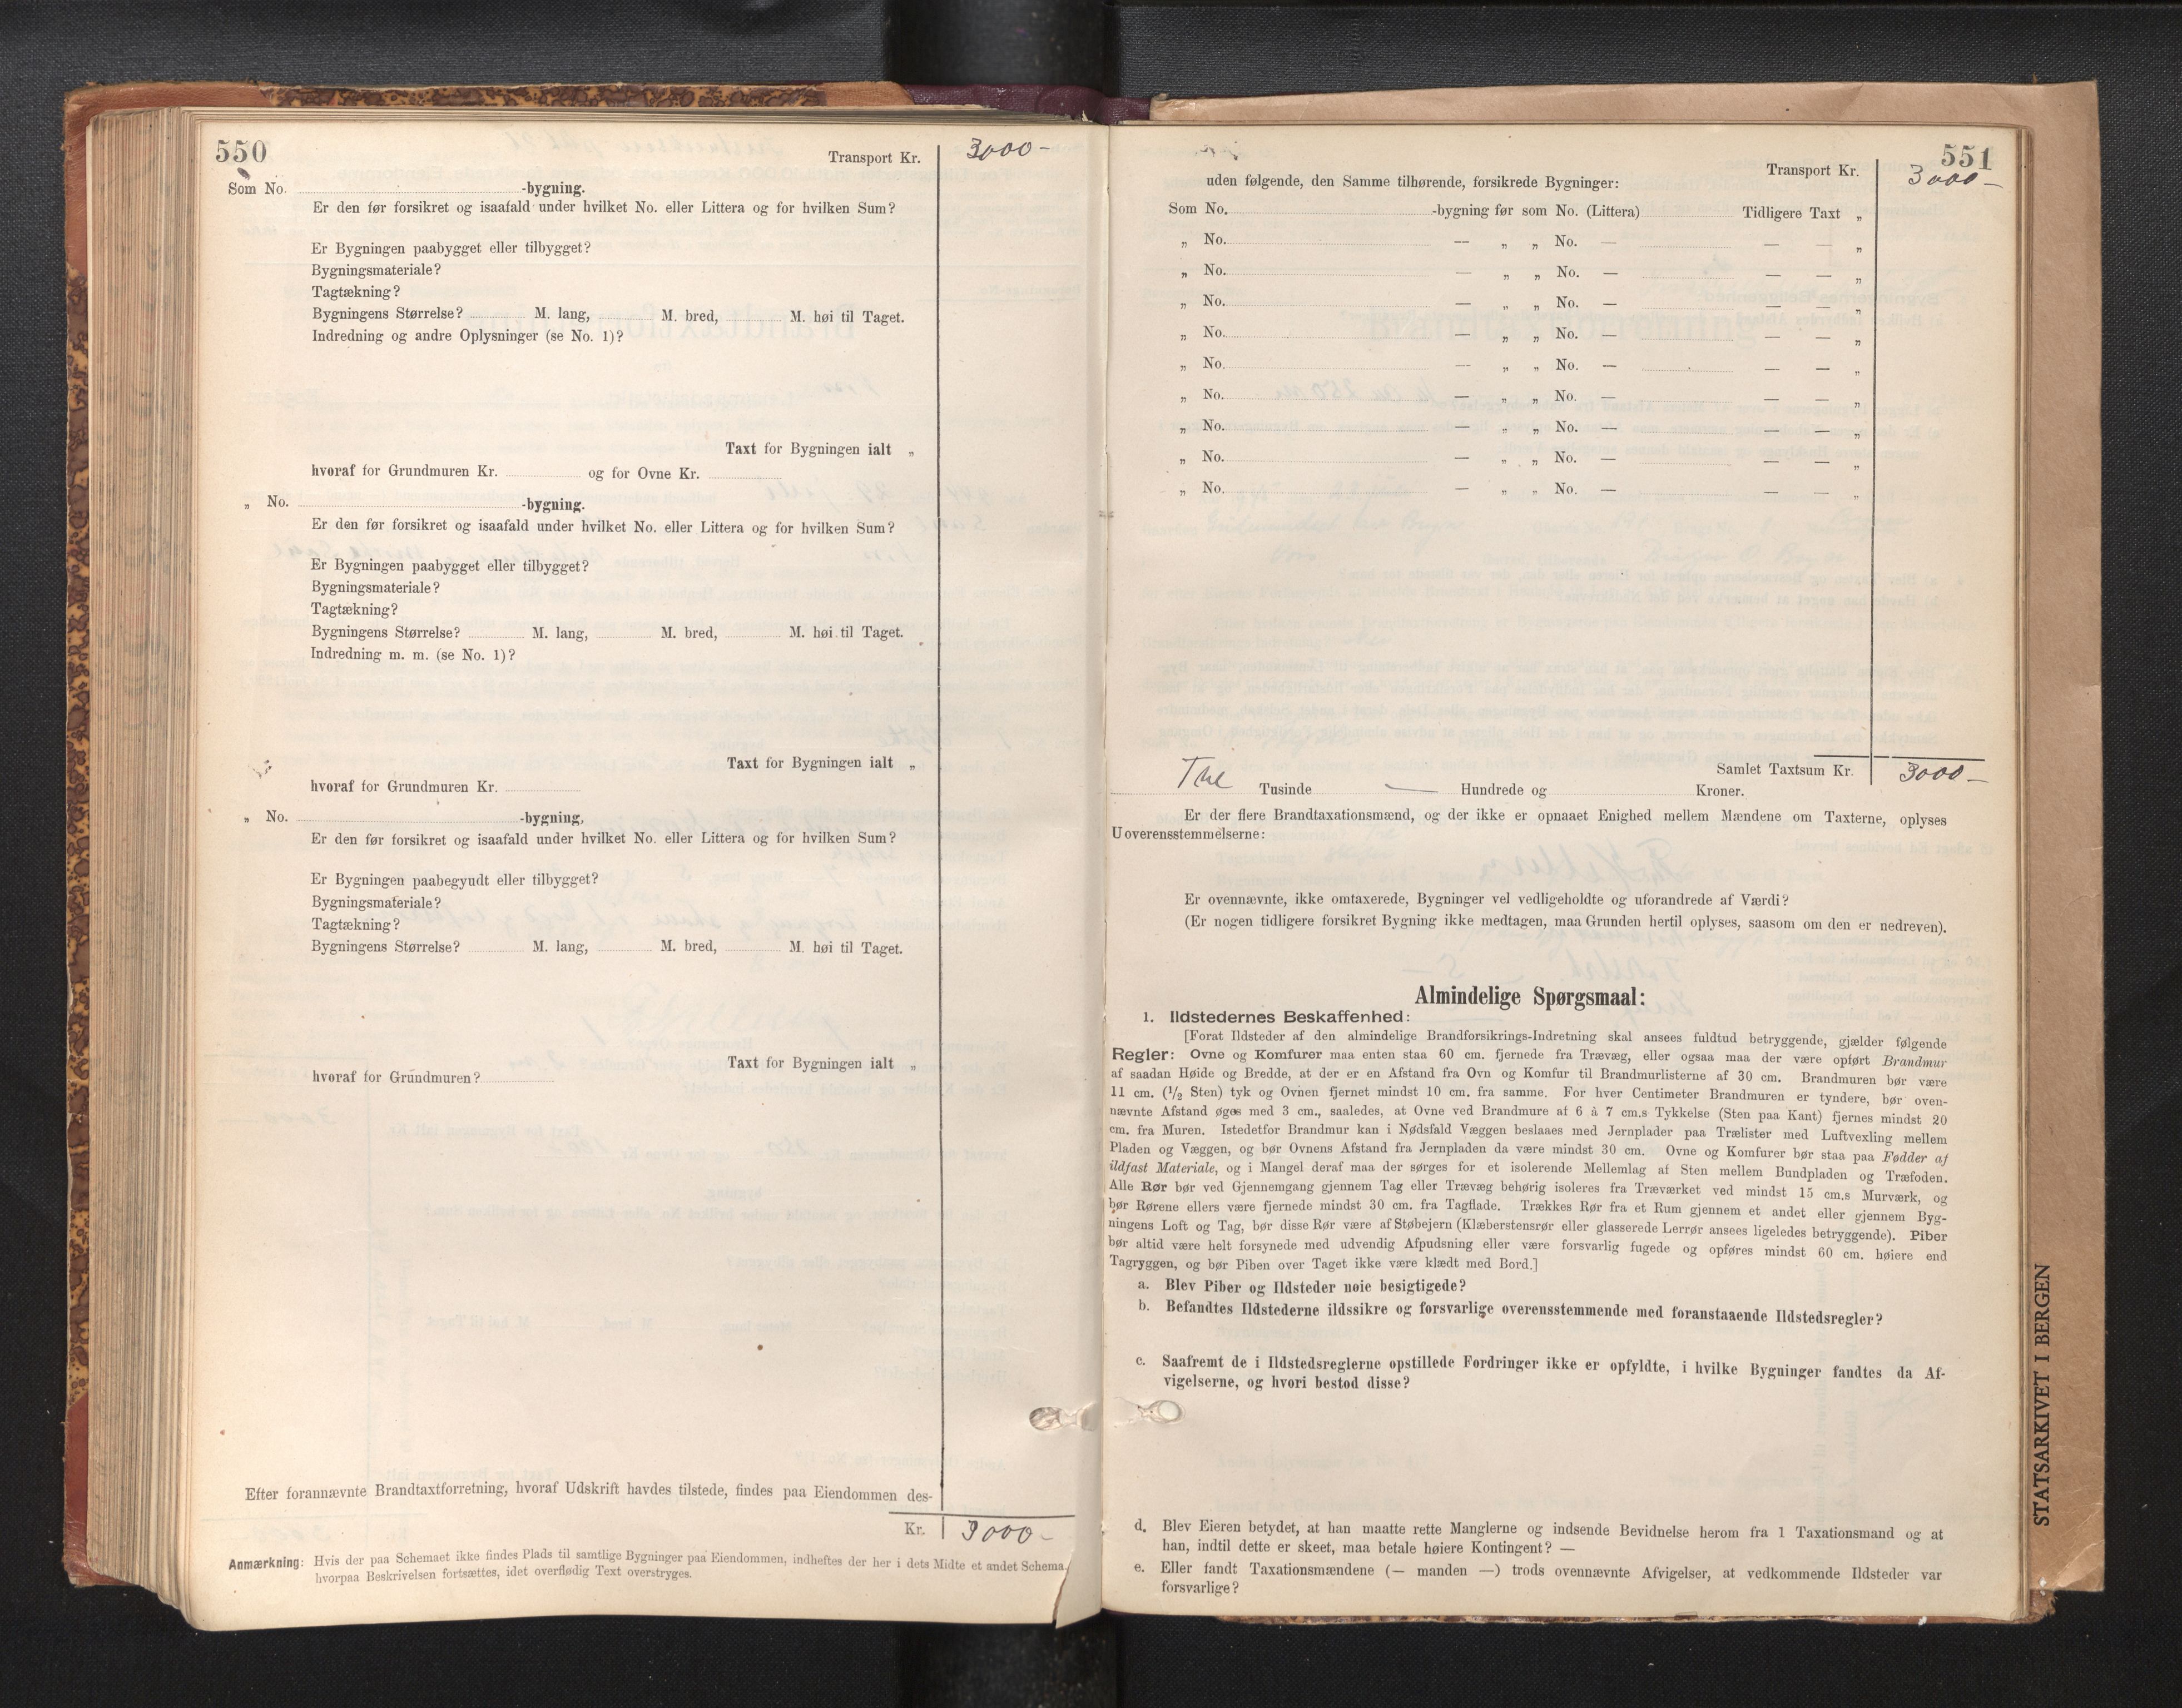 550
Transport Kr. 3000 -
Som No. -bygning.
Er den før forsikret og isaafald under hvilket No. eller Littera og for hvilken Sum?
Er Bygningen paabygget eller tilbygget?
Bygningsmateriale?
Tagtækning?
Bygningens Størrelse? M. lang, M. bred, M. høi til Taget.
Indredning og andre Oplysninger (se No. 1)?
Taxt for Bygningen ialt „
hvoraf for Grundmuren Kr. og for Ovne Kr.
„ No. -bygning.
Er den før forsikret og isaafald under hvilket No. eller Littera og for hvilken Sum?
Er Bygningen paabygget eller tilbygget?
Bygningsmateriale?
Tagtækning?
Bygningens Størrelse? M. lang, M. bred, M. høi til Taget.
Indredning m. m. (se No. 1)?
Taxt for Bygningen ialt „
hvoraf for Grundmuren Kr.
„ No. -bygning,
Er den før forsikret og isaafald under hvilket No. eller Littera og for hvilken Sum?
Er Bygningen paabegyudt eller tilbygget?
Bygningsmateriale?
Tagtækning?
Bygningens Størrelse? M. lang, M. bred, M. høi til Taget.
Taxt for Bygningen ialt „
hvoraf for Grundmuren?
Efter forannævnte Brandtaxtforretning, hvoraf Udskrift havdes tilstede, findes paa Eiendommen des-
Kr. 3000 -
Anmærkning: Hvis der paa Schemaet ikke findes Plads til samtlige Bygninger paa Eiendommen, indheftes der her i dets Midte et andet Schema,
hvorpaa Beskrivelsen fortsættes, idet overflødig Text overstryges.
551
Transport Kr. 3000 -
uden følgende, den Samme tilhørende, forsikrede Bygninger:
Som No. -bygning før som No. (Littera) Tidligere Taxt „
„ No. — „ „ No. — — — „
„ No. — „ „ No. — — — „
„ No. — „ „ No. — — — „
„ No. — „ „ No. — — — „
„ No. — „ „ No. — — — „
„ No. — „ „ No. — — — „
„ No. — „ „ No. — — — „
„ No. — „ „ No. — — — „
„ No. — „ „ No. — — — „
Samlet Taxtsum Kr. 3000 -
Tre Tusinde — Hundrede og Kroner.
Er der flere Brandtaxationsmænd, og der ikke er opnaaet Enighed mellem Mændene om Taxterne, oplyses
Uoverensstemmelserne:
Er ovennævnte, ikke omtaxerede, Bygninger vel vedligeholdte og uforandrede af Værdi?
(Er nogen tidligere forsikret Bygning ikke medtagen, maa Grunden hertil oplyses, saasom om den er nedreven).
Almindelige Spørgsmaal:
1. Ildstedernes Beskaffenhed:
[Forat Ildsteder af den almindelige Brandforsikrings-Indretning skal ansees fuldtud betryggende, gjælder følgende
Regler: Ovne og Komfurer maa enten staa 60 cm. fjernede fra Trævæg, eller ogsaa maa der være opført Brandmur
af saadan Høide og Bredde, at der er en Afstand fra Ovn og Komfur til Brandmurlisterne af 30 cm. Brandmuren bør være
11 cm. (1/2 Sten) tyk og Ovnen fjernet mindst 10 cm. fra samme. For hver Centimeter Brandmuren er tyndere, bør oven-
nævnte Afstand øges med 3 cm., saaledes, at Ovne ved Brandmure af 6 à 7 cm.s Tykkelse (Sten paa Kant) fjernes mindst 20
cm. fra Muren. Istedetfor Brandmur kan i Nødsfald Væggen beslaaes med Jernplader paa Trælister med Luftvexling mellem
Pladen og Væggen, og bør Ovnens Afstand fra Jernpladen da være mindst 30 cm. Ovne og Komfurer bør staa paa Fødder af
ildfast Materiale, og i Mangel deraf maa der sørges for et isolerende Mellemlag af Sten mellem Bundpladen og Træfoden.
Alle Rør bør ved Gjennemgang gjennem Tag eller Trævæg behørig isoleres fra Træværket ved mindst 15 cm.s Murværk, og
bør Rørene ellers være fjernede mindst 30 cm. fra Tagflade. Trækkes Rør fra et Rum gjennem et andet eller gjennem Byg-
ningens Loft og Tag, bør disse Rør være af Støbejern (Klæberstensrør eller glasserede Lerrør ansees ligeledes betryggende). Piber
bør altid være helt forsynede med udvendig Afpudsning eller være forsvarlig fugede og opføres mindst 60 cm. høiere end
Tagryggen, og bør Piben over Taget ikke være klædt med Bord.]
a. Blev Piber og Ildsteder nøie besigtigede?
b. Befandtes Ildstederne ildssikre og forsvarlige overensstemmende med foranstaaende Ildstedsregler?
c. Saafremt de i Ildstedsreglerne opstillede Fordringer ikke er opfyldte, i hvilke Bygninger fandtes da Af-
vigelserne, og hvori bestod disse?
d. Blev Eieren betydet, at han maatte rette Manglerne og indsende Bevidnelse herom fra 1 Taxationsmand og at
han, indtil dette er skeet, maa betale høiere Kontingent? —
e. Eller fandt Taxationsmændene (— manden —) trods ovennævnte Afvigelser, at vedkommende Ildsteder var
forsvarlige?
STATSARKIVET I BERGEN